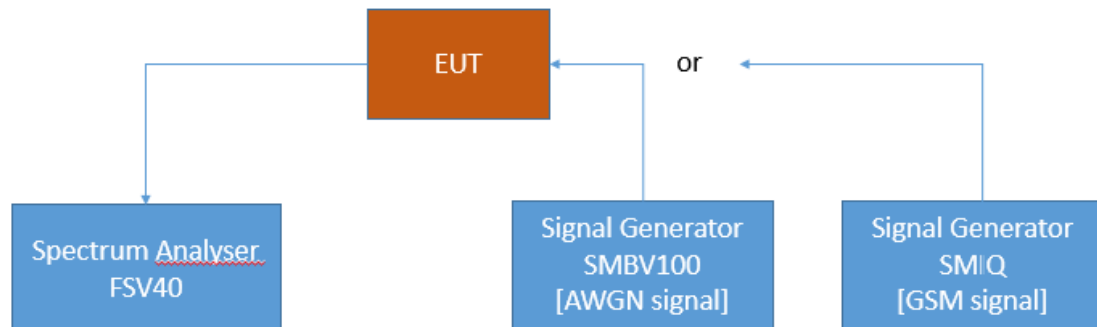 EUT
or
Spectrum Analyser
FSV40
Signal Generator
SMBV100
[AWGN signal]
Signal Generator
SMIQ
[GSM signal]